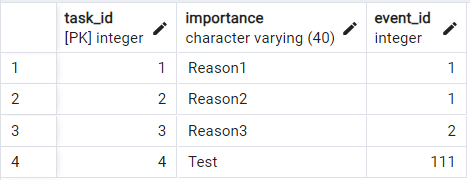 task_id importance event_id
[PK] integer character varying (40) integer
1 1 Reason1 1
2 2 Reason2 1
3 3 Reason3 2
4 4 Test 111